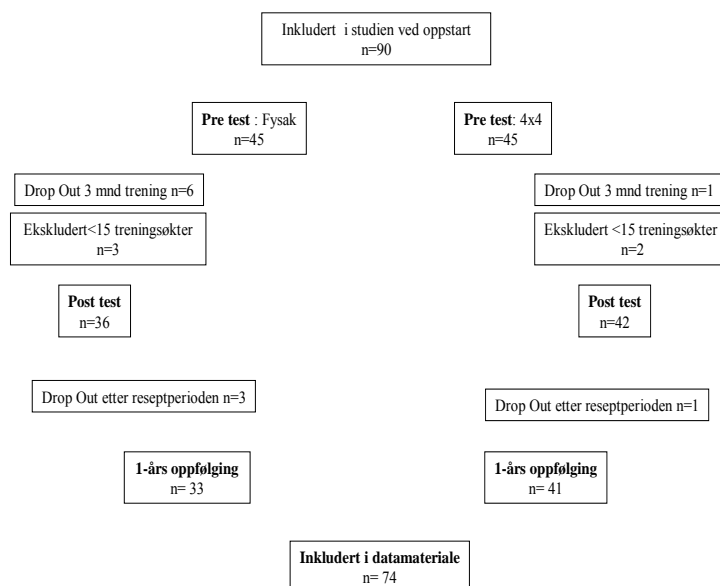 Inkludert i studien ved oppstart
n=90
Pre test : Fysak
n=45
Pre test: 4x4
n=45
Drop Out 3 mnd trening n=6
Drop Out 3 mnd trening n=1
Ekskludert<15 treningsøkter
n=3
Ekskludert <15 treningsøkter
n=2
Post test
n=36
Post test
n=42
Drop Out etter reseptperioden n=3
Drop Out etter reseptperioden n=1
1-års oppfølging
n= 33
1-års oppfølging
n= 41
Inkludert i datamateriale
n= 74